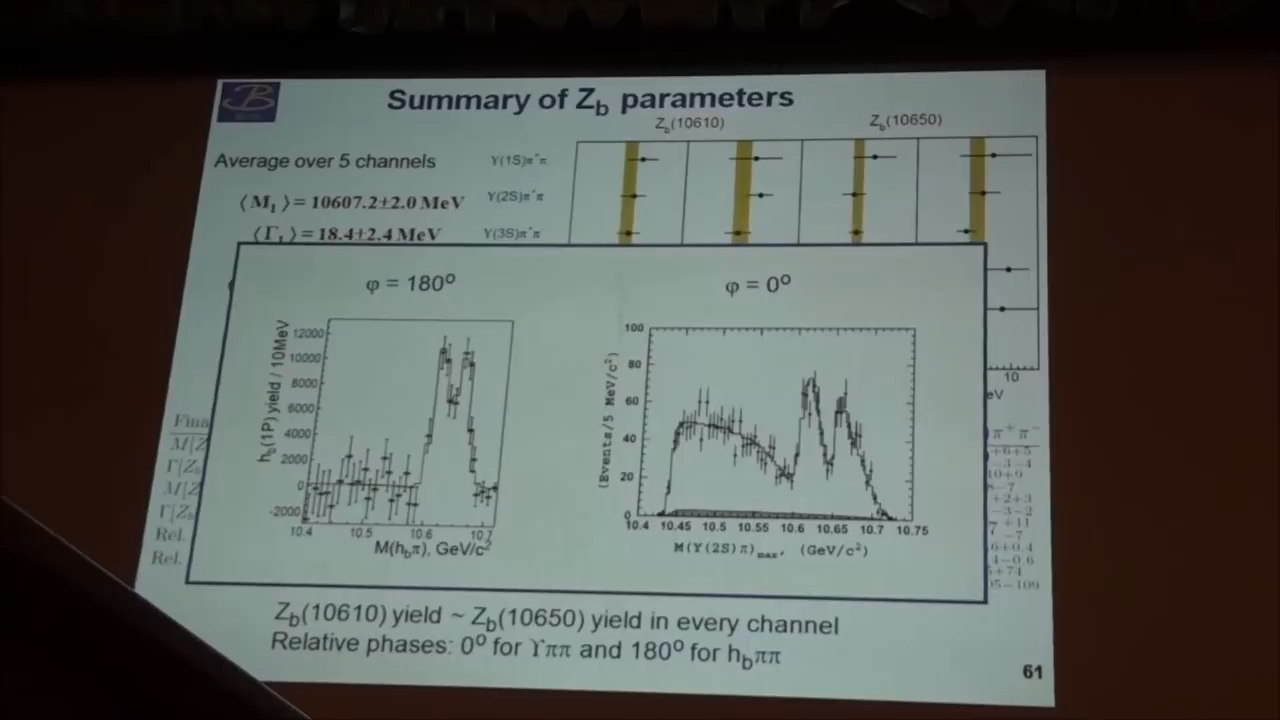 Summary of Zb parameters
Zb(10610)
Zb(10650)
Average over 5 channels
Υ(1S)π⁺π
⟨M₁⟩ = 10607.2±2.0 MeV
Υ(2S)π⁺π
⟨Γ₁⟩ = 18.4±2.4 MeV
Υ(3S)π⁺π
φ = 180°
φ = 0°
12000
10000
8000
6000
4000
2000
0
-2000
hb(1P) yield / 10MeV
10.4
10.5
10.6
10.7
M(hbπ), GeV/c²
100
80
60
40
20
0
(Events/5 MeV/c²)
10.4 10.45 10.5 10.55 10.6 10.65 10.7 10.75
M(Υ(2S)π)max, (GeV/c²)
10
eV
Fina
M[Z
Γ[Z
M[Z
Γ[Z
Rel.
Rel.
π⁺π⁻
Zb(10610) yield ~ Zb(10650) yield in every channel
Relative phases: 0° for Υππ and 180° for hbππ
61